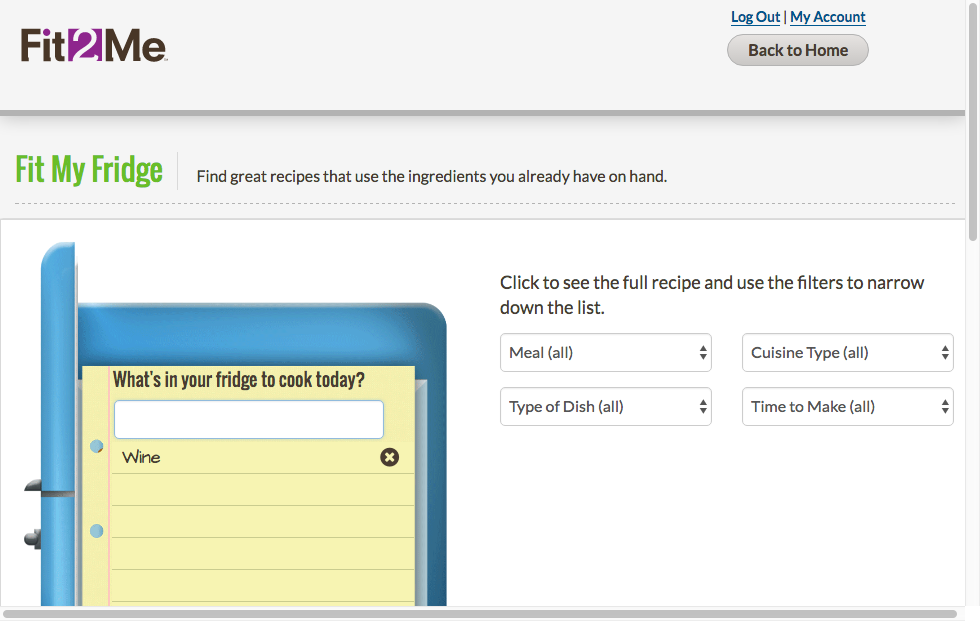 Log Out | My Account
Fit2Me
Back to Home
Fit My Fridge
Find great recipes that use the ingredients you already have on hand.
Click to see the full recipe and use the filters to narrow
down the list.
Meal (all)
Cuisine Type (all)
Type of Dish (all)
Time to Make (all)
What's in your fridge to cook today?
Wine